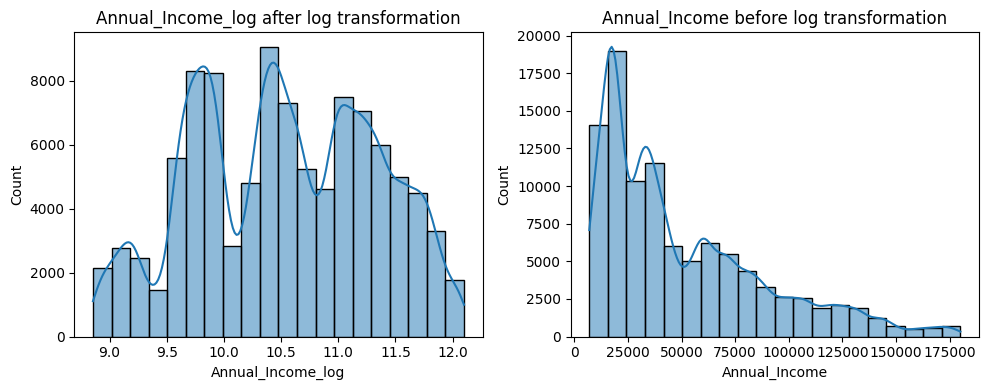 Annual_Income_log after log transformation
Count
8000
6000
4000
2000
0
9.0 9.5 10.0 10.5 11.0 11.5 12.0
Annual_Income_log
Annual_Income before log transformation
Count
20000
17500
15000
12500
10000
7500
5000
2500
0
0 25000 50000 75000 100000 125000 150000 175000
Annual_Income